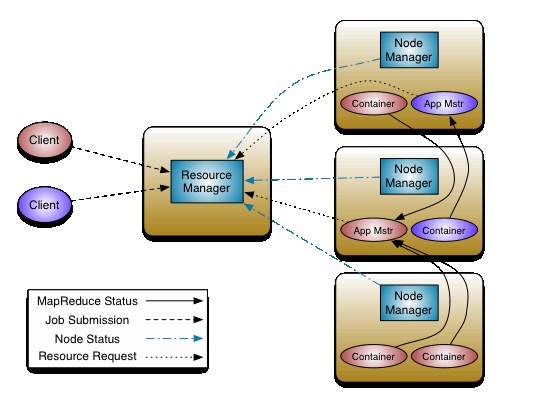 Node
Manager
Container
App Mstr
Client
Client
Resource
Manager
Node
Manager
App Mstr
Container
Node
Manager
Container
Container
MapReduce Status
Job Submission
Node Status
Resource Request